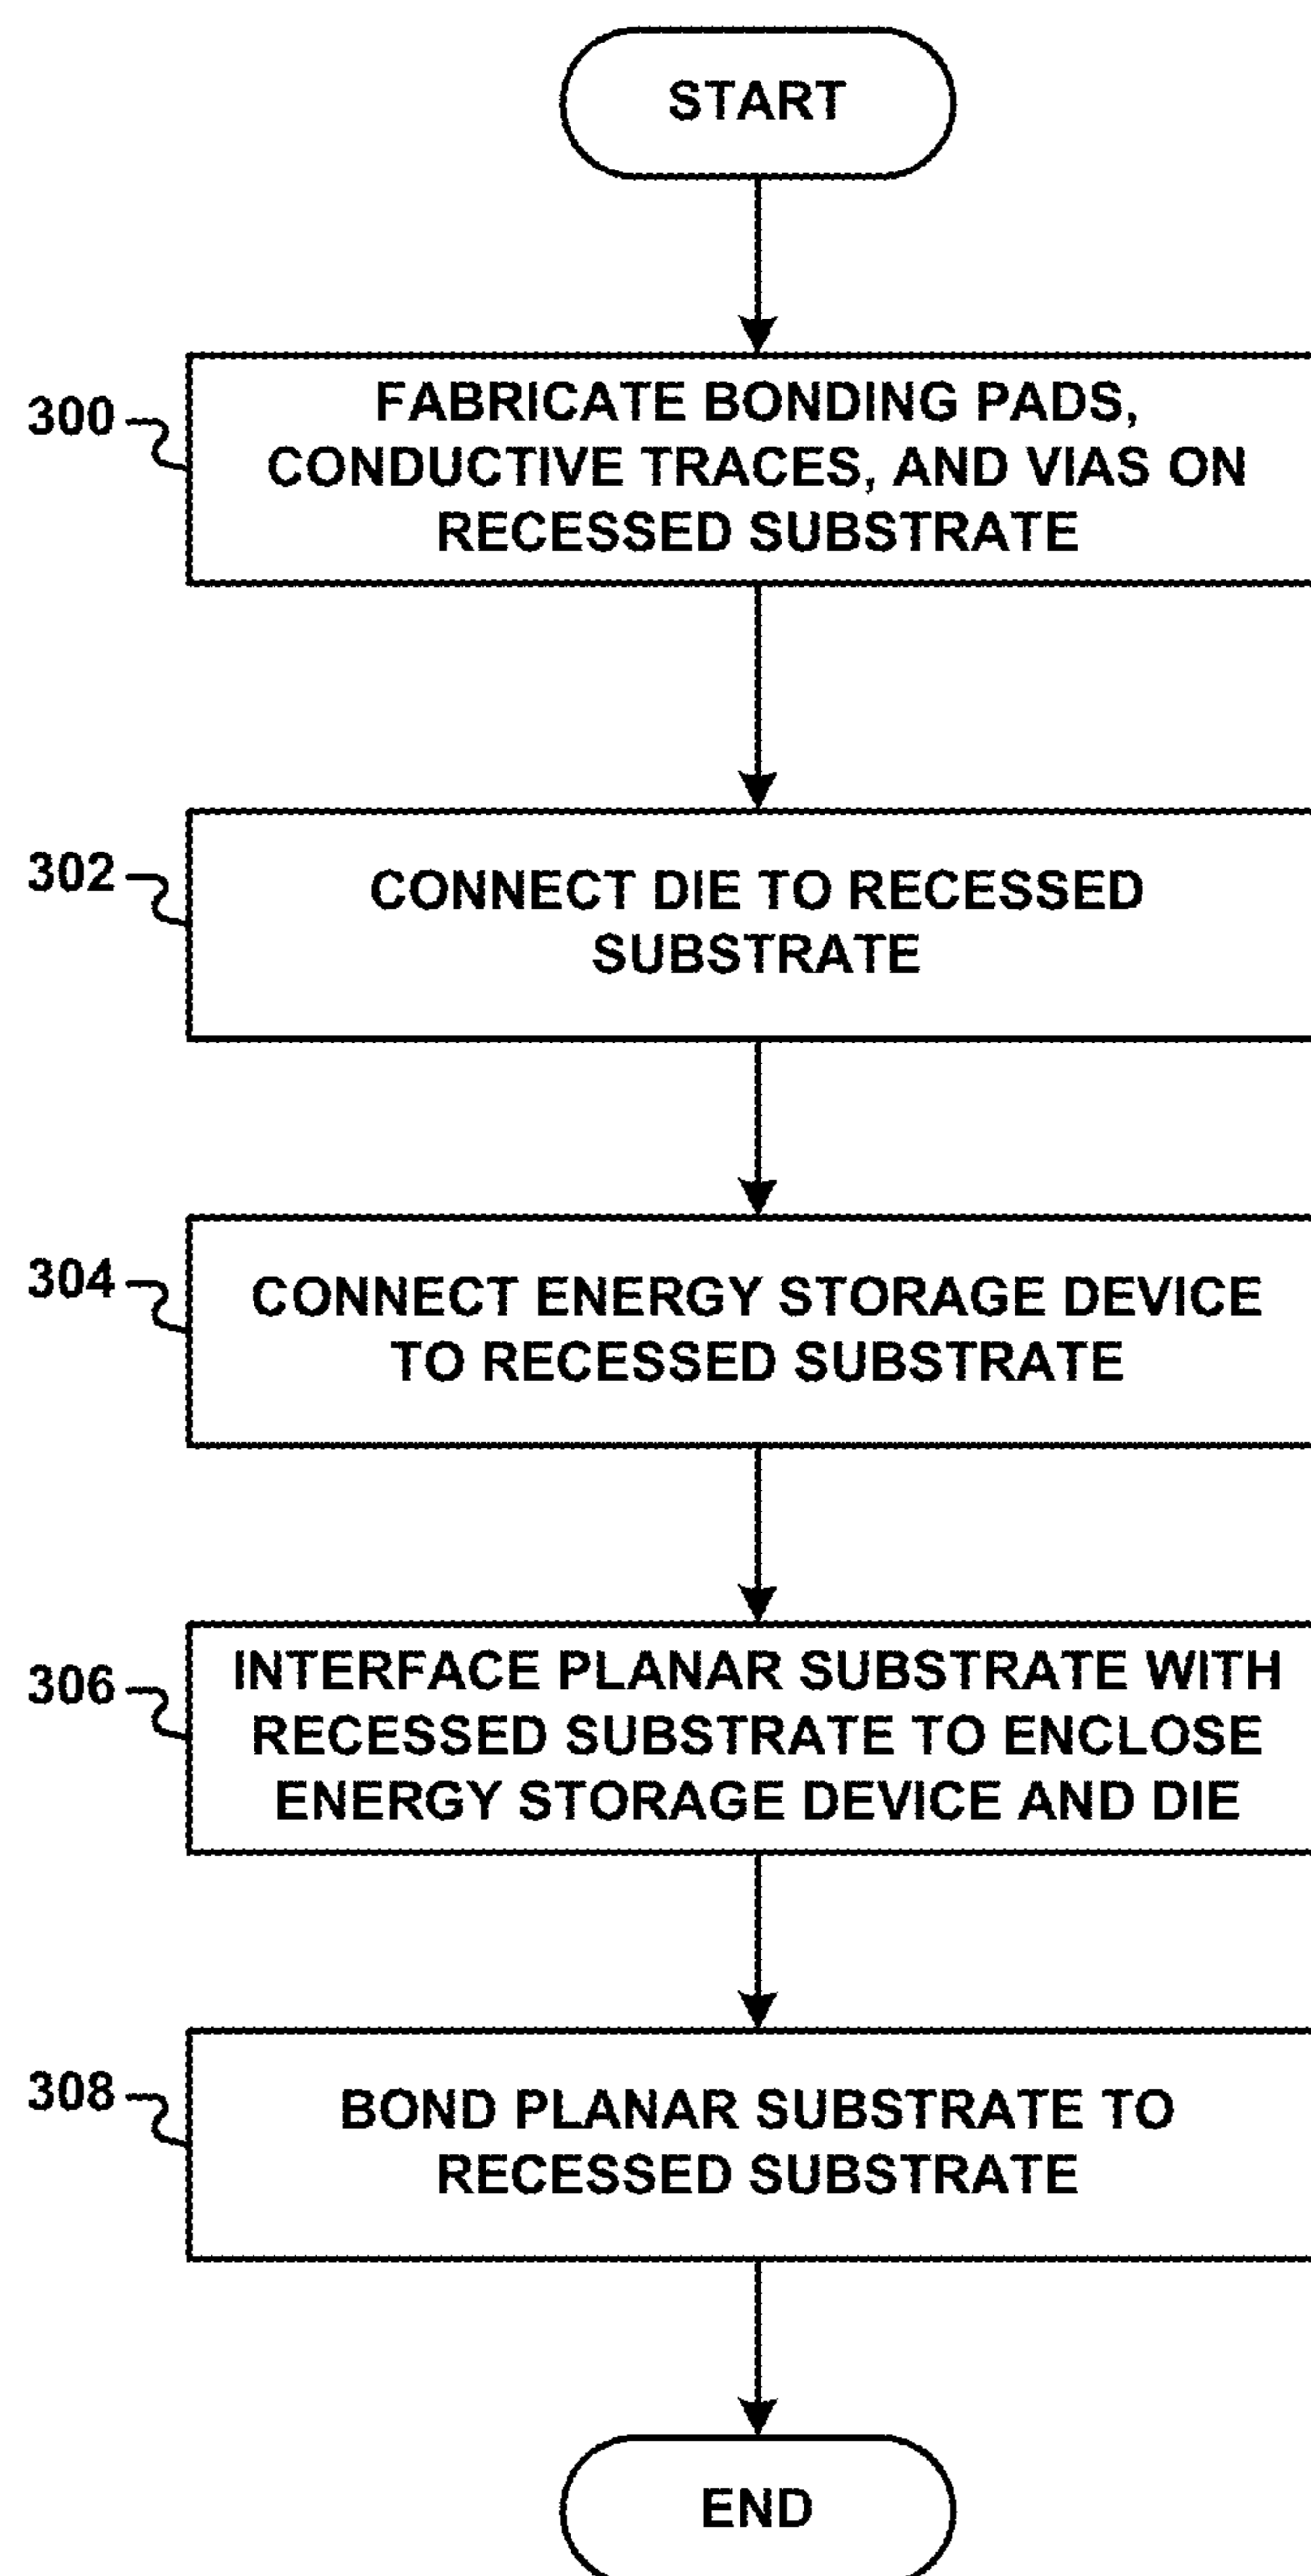 START
300
FABRICATE BONDING PADS,
CONDUCTIVE TRACES, AND VIAS ON
RECESSED SUBSTRATE
302
CONNECT DIE TO RECESSED
SUBSTRATE
304
CONNECT ENERGY STORAGE DEVICE
TO RECESSED SUBSTRATE
306
INTERFACE PLANAR SUBSTRATE WITH
RECESSED SUBSTRATE TO ENCLOSE
ENERGY STORAGE DEVICE AND DIE
308
BOND PLANAR SUBSTRATE TO
RECESSED SUBSTRATE
END